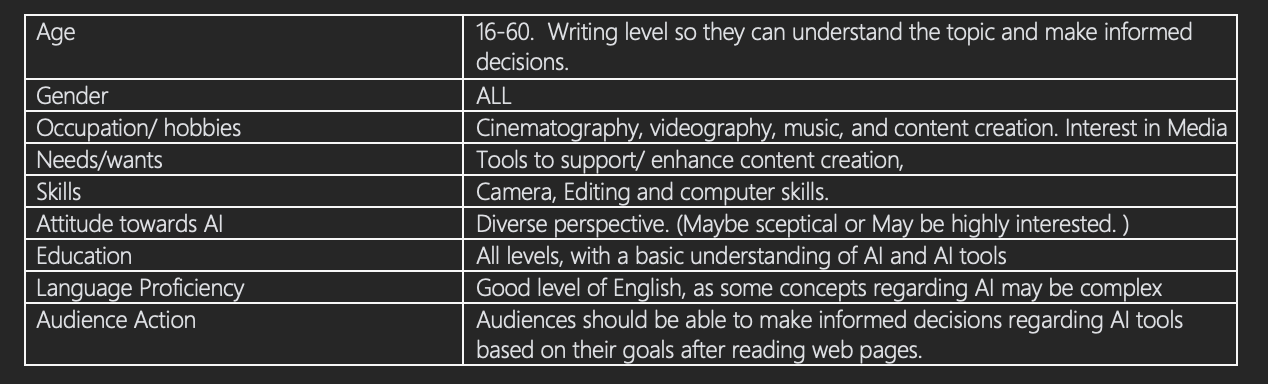 Age
16-60.  Writing level so they can understand the topic and make informed
decisions.
Gender
ALL
Occupation/ hobbies
Cinematography, videography, music, and content creation. Interest in Media
Needs/wants
Tools to support/ enhance content creation,
Skills
Camera, Editing and computer skills.
Attitude towards AI
Diverse perspective. (Maybe sceptical or May be highly interested. )
Education
All levels, with a basic understanding of AI and AI tools
Language Proficiency
Good level of English, as some concepts regarding AI may be complex
Audience Action
Audiences should be able to make informed decisions regarding AI tools
based on their goals after reading web pages.